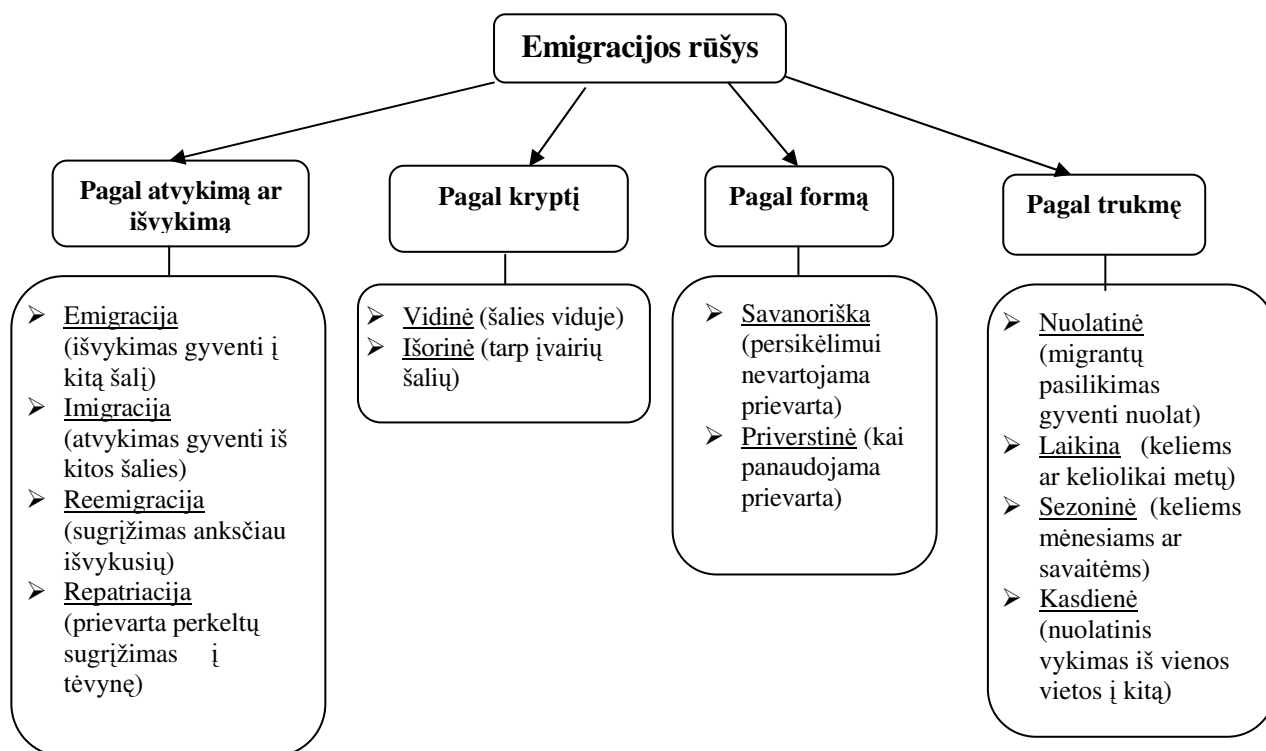 Emigracijos rūšys
Pagal atvykimą ar
išvykimą
Pagal kryptį
Pagal formą
Pagal trukmę
➢ Emigracija
(išvykimas gyventi į
kitą šalį)
➢ Imigracija
(atvykimas gyventi iš
kitos šalies)
➢ Reemigracija
(sugrįžimas anksčiau
išvykusių)
➢ Repatriacija
(prievarta perkeltų
sugrįžimas į
tėvynę)
➢ Vidinė (šalies viduje)
➢ Išorinė (tarp įvairių
šalių)
➢ Savanoriška
(persikėlimui
nevartojama
prievarta)
➢ Priverstinė (kai
panaudojama
prievarta)
➢ Nuolatinė
(migrantų
pasilikimas
gyventi nuolat)
➢ Laikina (keliems
ar keliolikai metų)
➢ Sezoninė (keliems
mėnesiams ar
savaitėms)
➢ Kasdienė
(nuolatinis
vykimas iš vienos
vietos į kitą)